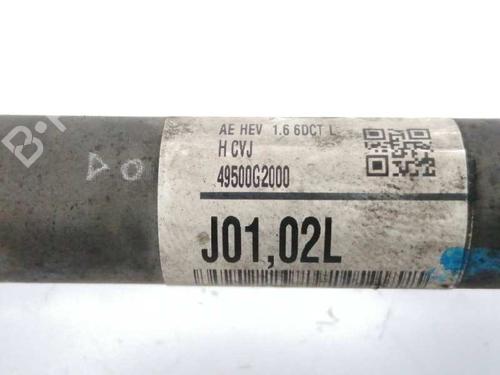 AE HEV 1.6 6DCT L
H CVJ
49500G2000
J01,02L